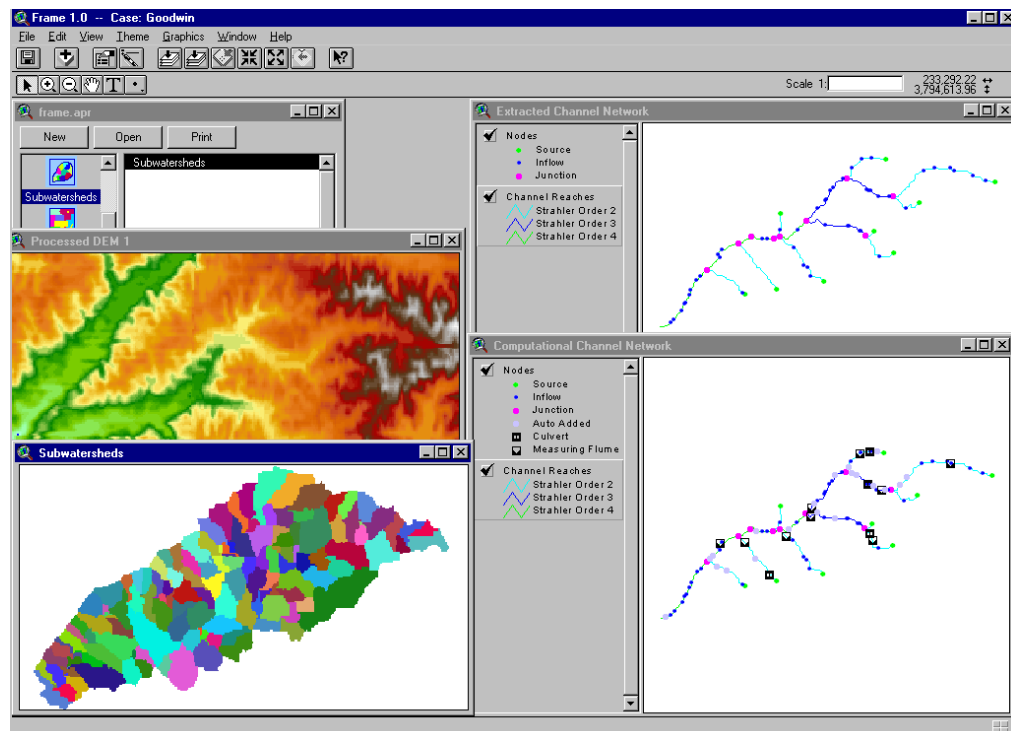 Frame 1.0 -- Case: Goodwin
File Edit View Theme Graphics Window Help
Scale 1:
233,292.22
3,794,613.96
frame.apr
New Open Print
Subwatersheds
Subwatersheds
Processed DEM 1
Subwatersheds
Extracted Channel Network
Nodes
Source
Inflow
Junction
Channel Reaches
Strahler Order 2
Strahler Order 3
Strahler Order 4
Computational Channel Network
Nodes
Source
Inflow
Junction
Auto Added
Culvert
Measuring Flume
Channel Reaches
Strahler Order 2
Strahler Order 3
Strahler Order 4